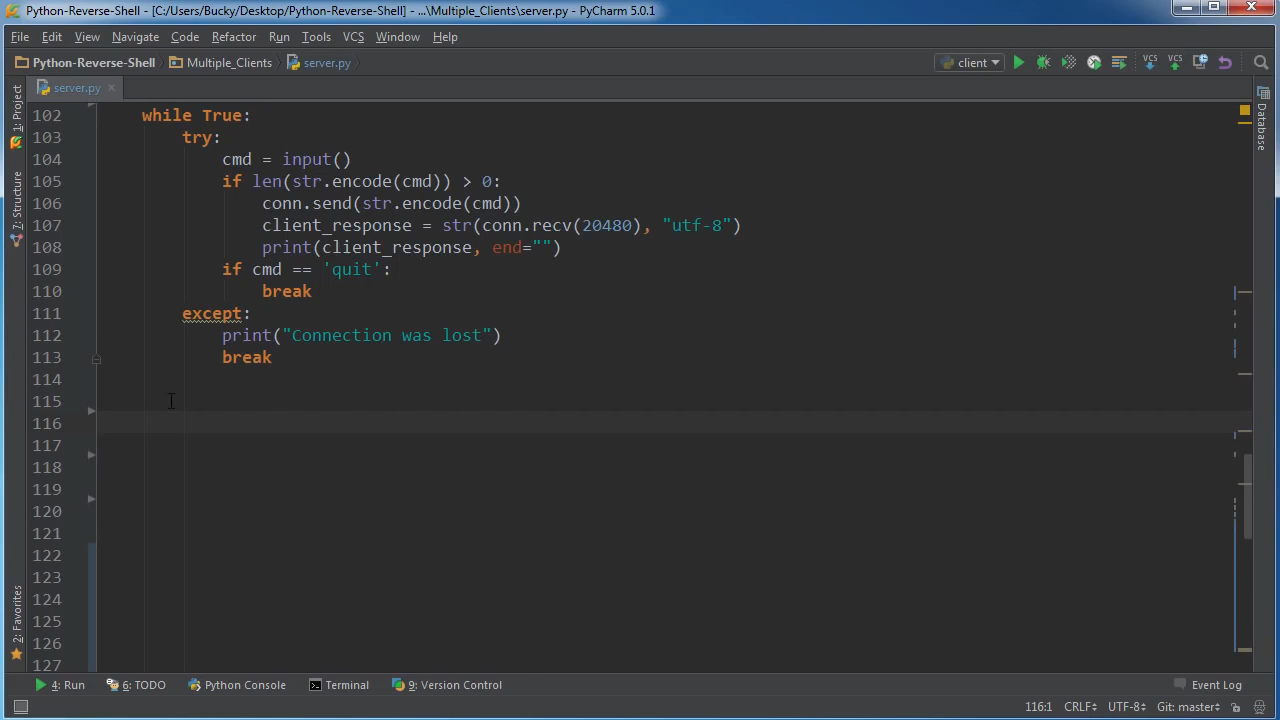 Python-Reverse-Shell - [C:/Users/Bucky/Desktop/Python-Reverse-Shell] - ...\Multiple_Clients\server.py - PyCharm 5.0.1
File Edit View Navigate Code Refactor Run Tools VCS Window Help
Python-Reverse-Shell Multiple_Clients server.py client VCS VCS
server.py
1: Project
7: Structure
2: Favorites
Database
102 while True:
103 try:
104 cmd = input()
105 if len(str.encode(cmd)) > 0:
106 conn.send(str.encode(cmd))
107 client_response = str(conn.recv(20480), "utf-8")
108 print(client_response, end="")
109 if cmd == 'quit':
110 break
111 except:
112 print("Connection was lost")
113 break
114
115
116
117
118
119
120
121
122
123
124
125
126
127
4: Run 6: TODO Python Console Terminal 9: Version Control Event Log
116:1 CRLF UTF-8 Git: master